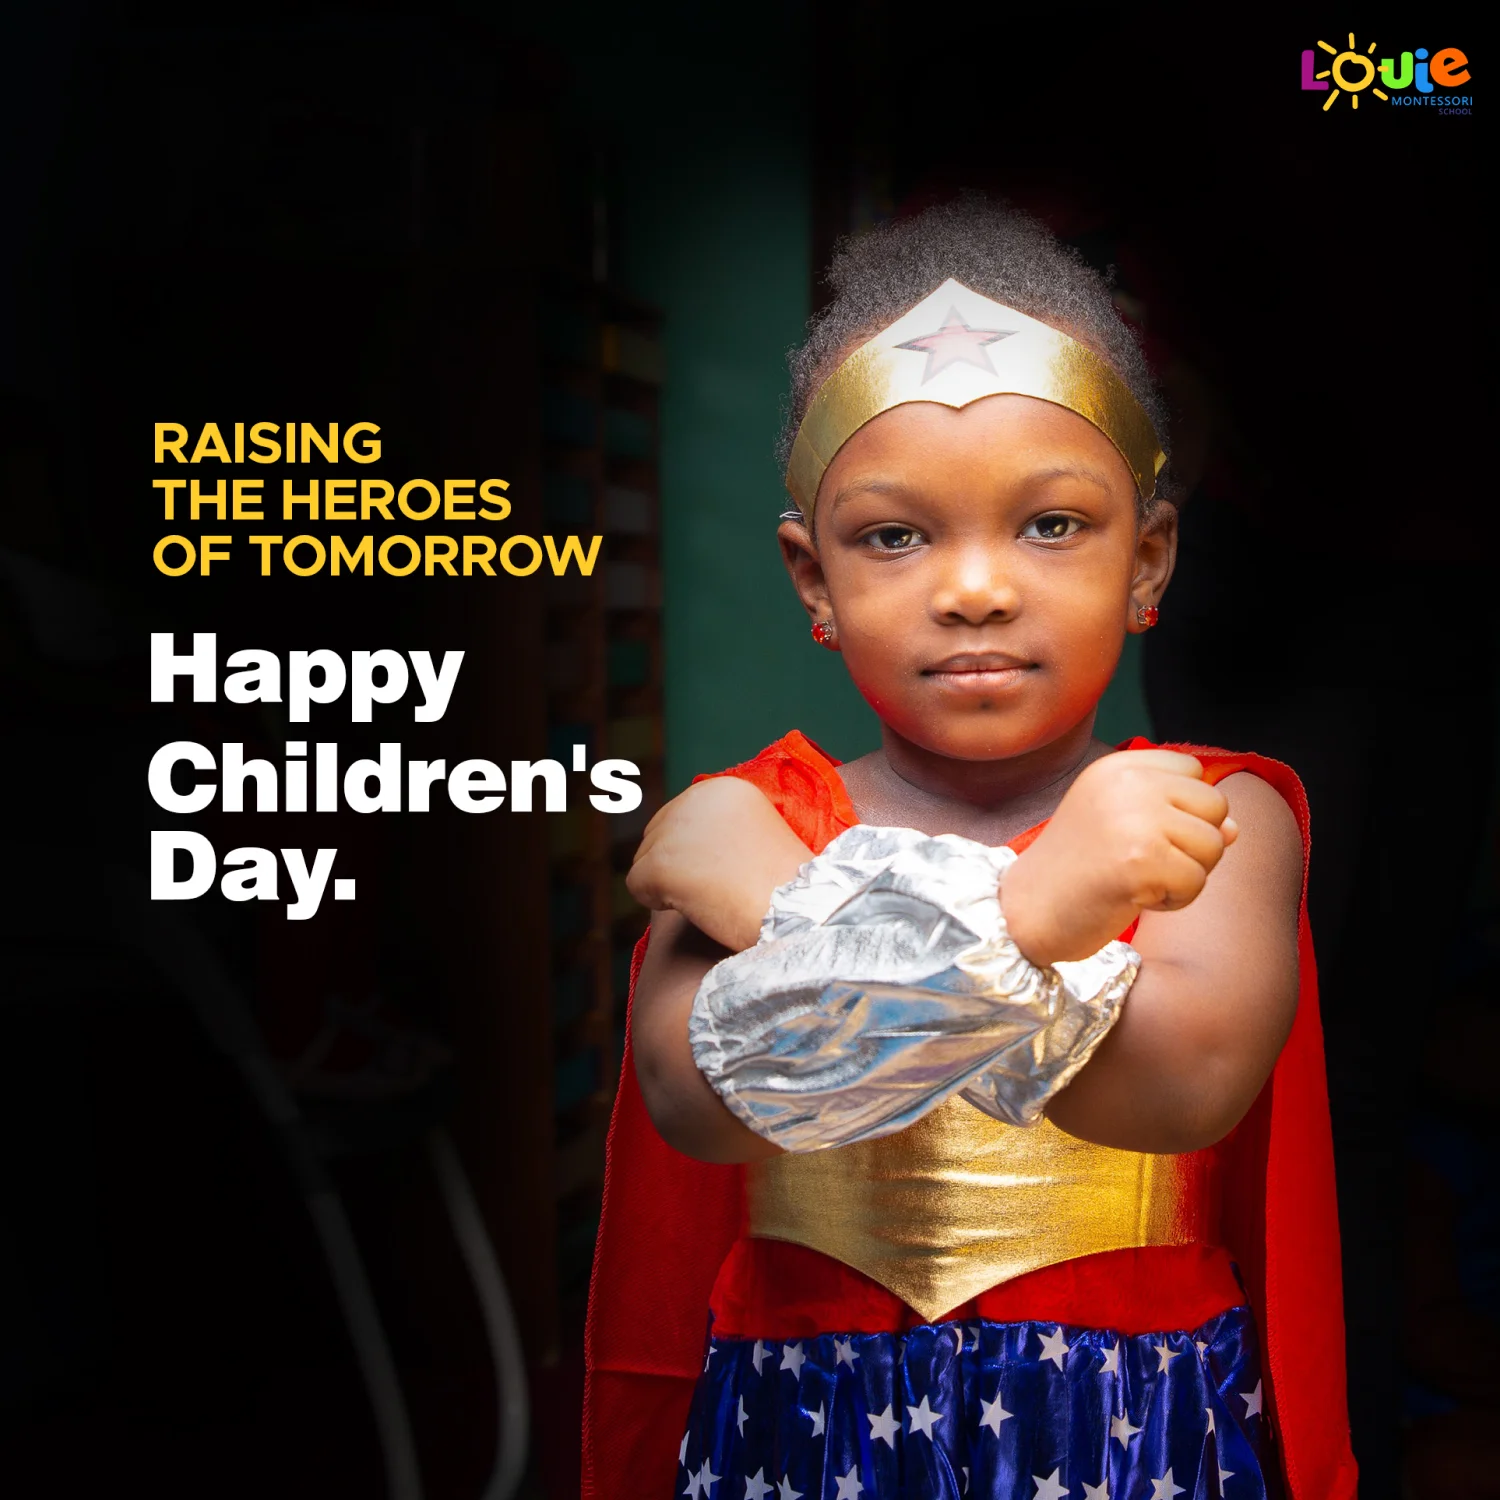 Louie
MONTESSORI
SCHOOL
RAISING
THE HEROES
OF TOMORROW
Happy
Children's
Day.